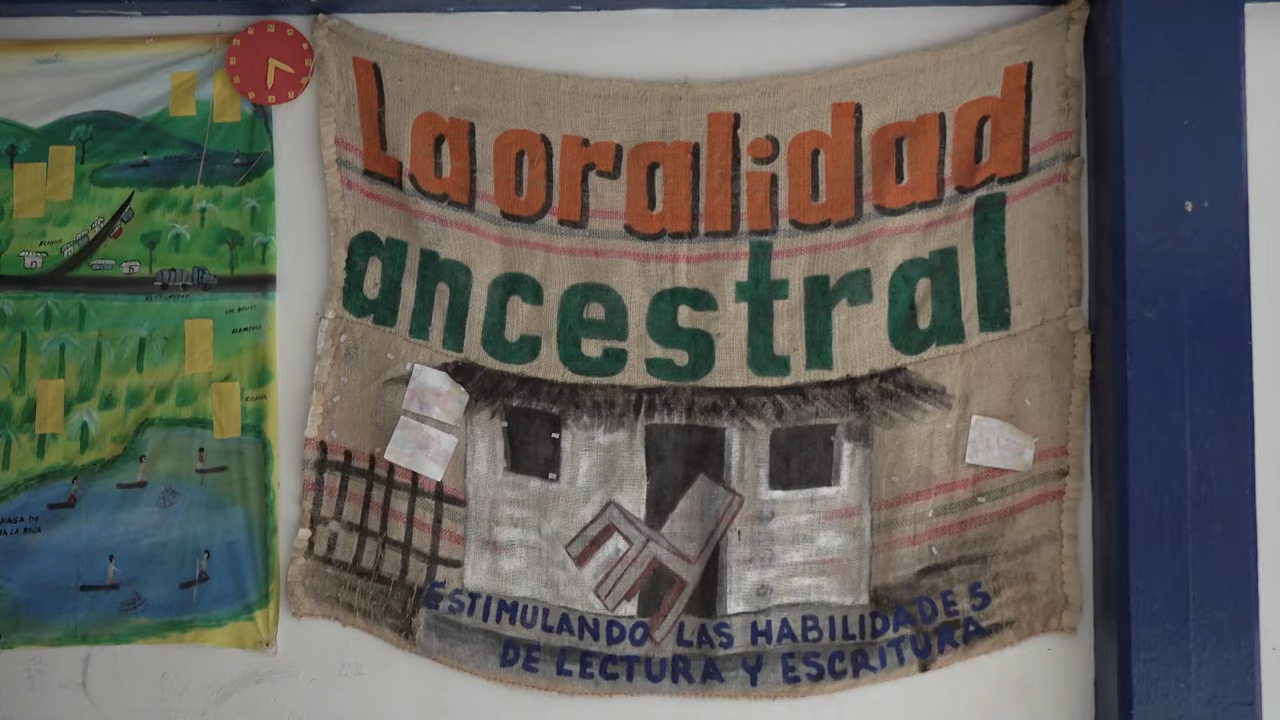 La oralidad
ancestral
ESTIMULANDO LAS HABILIDADES
DE LECTURA Y ESCRITURA